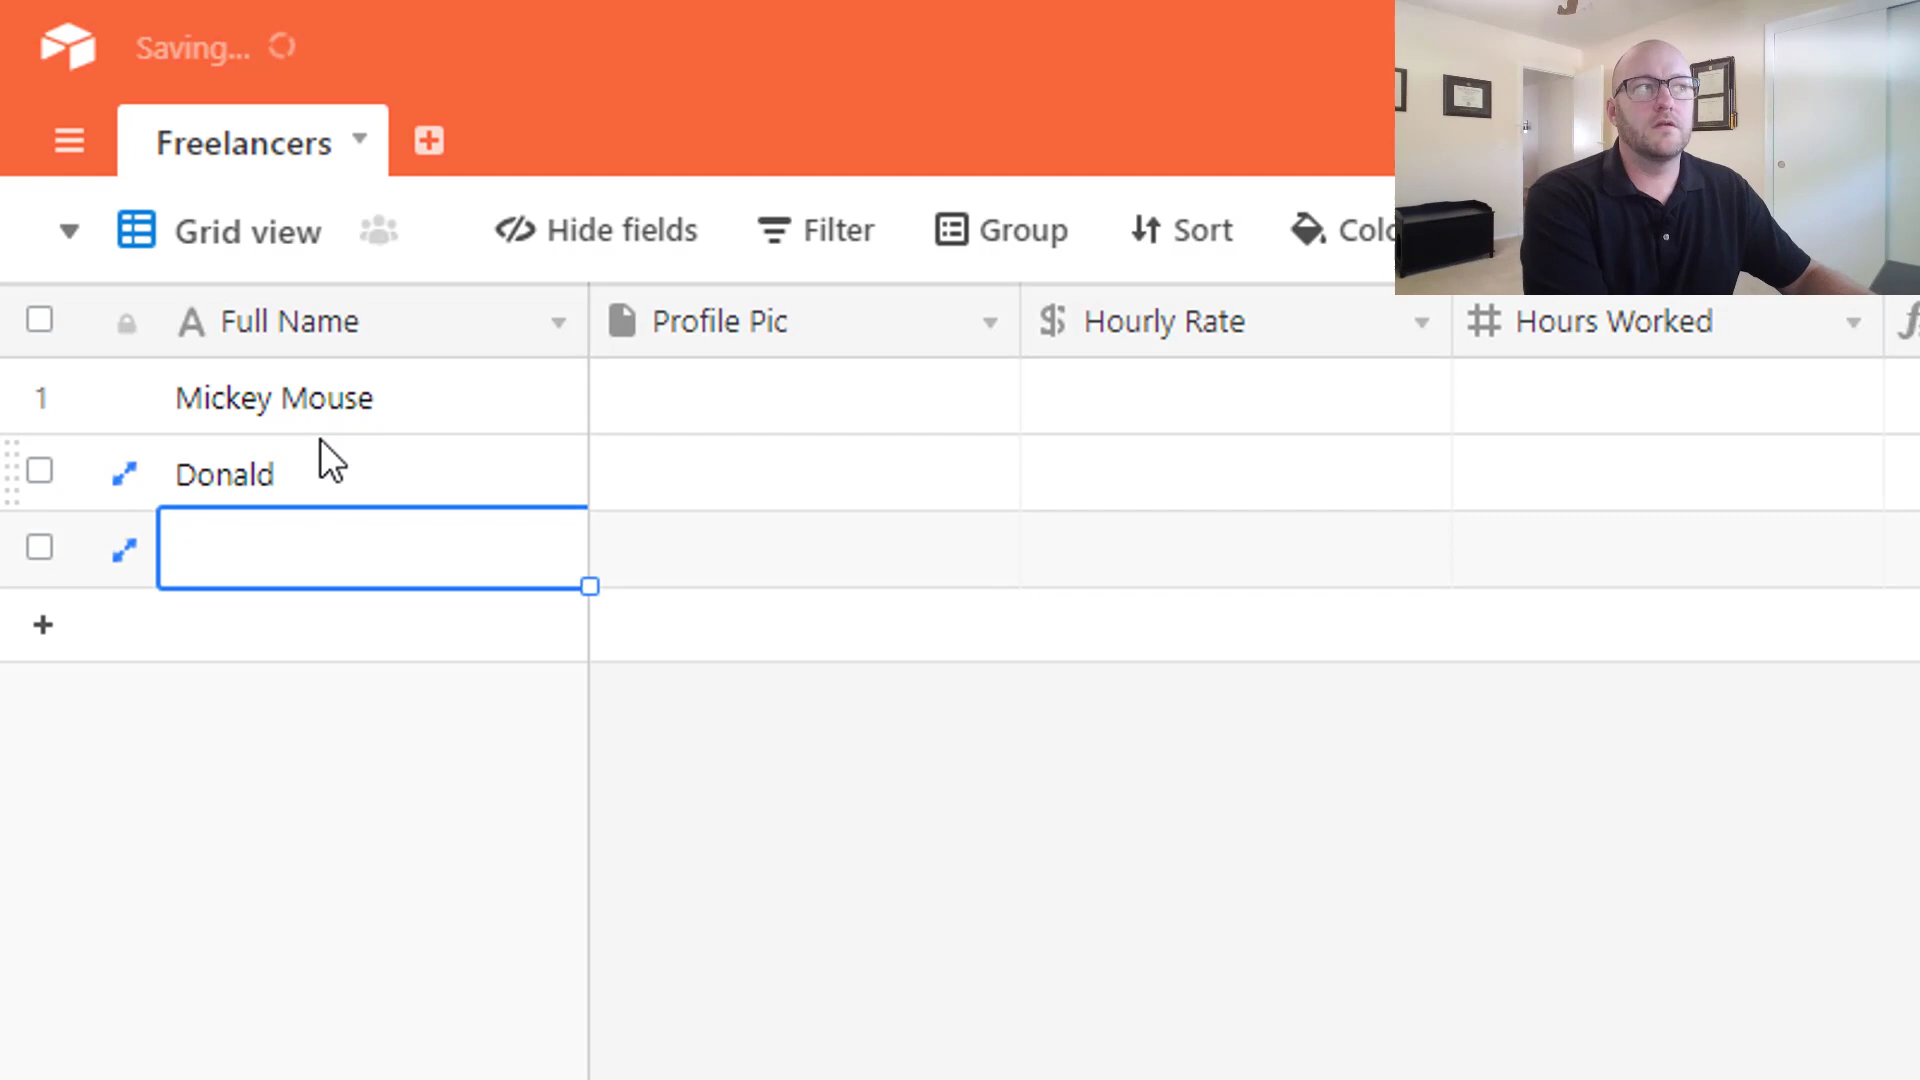 Saving...
Freelancers
Grid view Hide fields Filter Group Sort
Full Name Profile Pic Hourly Rate Hours Worked
1 Mickey Mouse
Donald